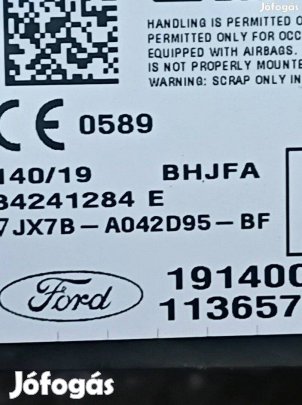 Jófogás
HANDLING IS PERMITTED O
PERMITTED ONLY FOR OCC
EQUIPPED WITH AIRBAGS.
IS NOT PROPERLY MOUNTE
WARNING: SCRAP ONLY IN
CE 0589
140/19 BHJFA
34241284 E
7JX7B-A042D95-BF
Ford
19140
113657
Jófogás